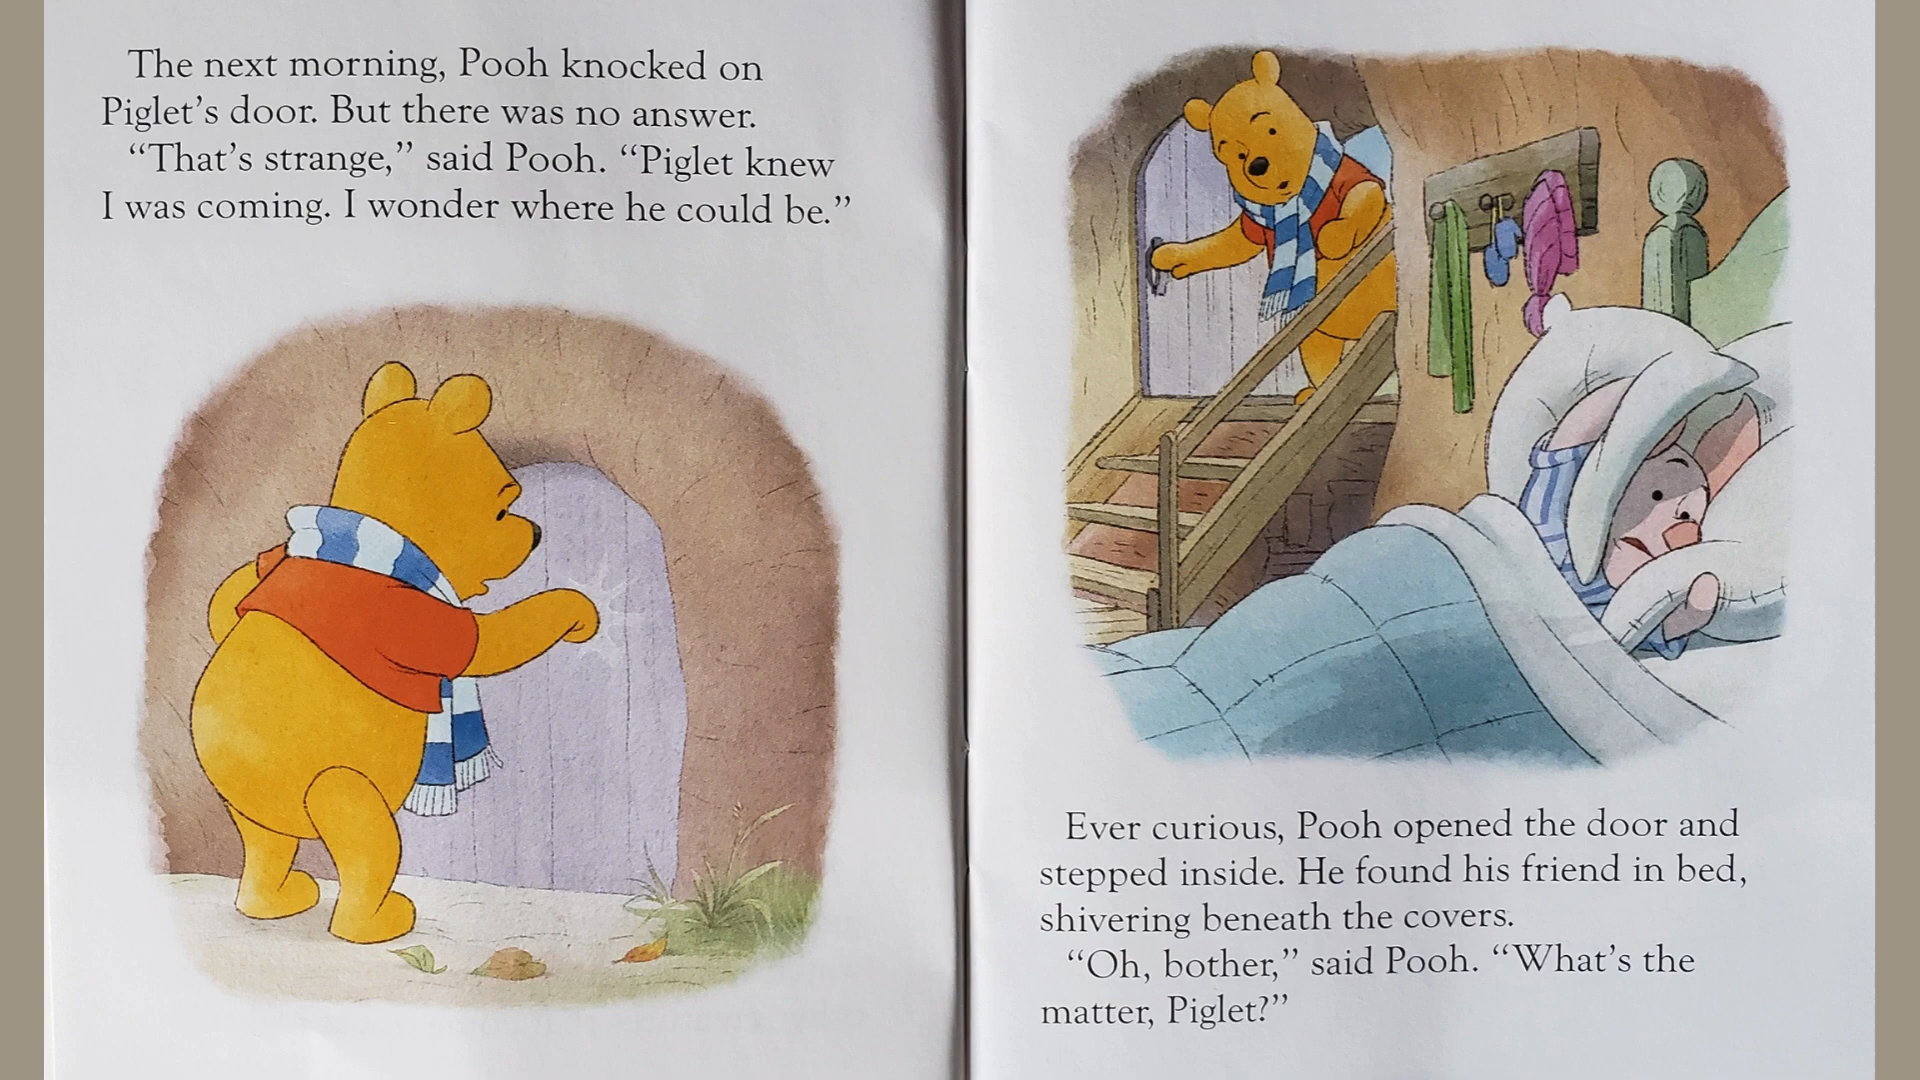 The next morning, Pooh knocked on
Piglet’s door. But there was no answer.
“That’s strange,” said Pooh. “Piglet knew
I was coming. I wonder where he could be.”
Ever curious, Pooh opened the door and
stepped inside. He found his friend in bed,
shivering beneath the covers.
“Oh, bother,” said Pooh. “What’s the
matter, Piglet?”